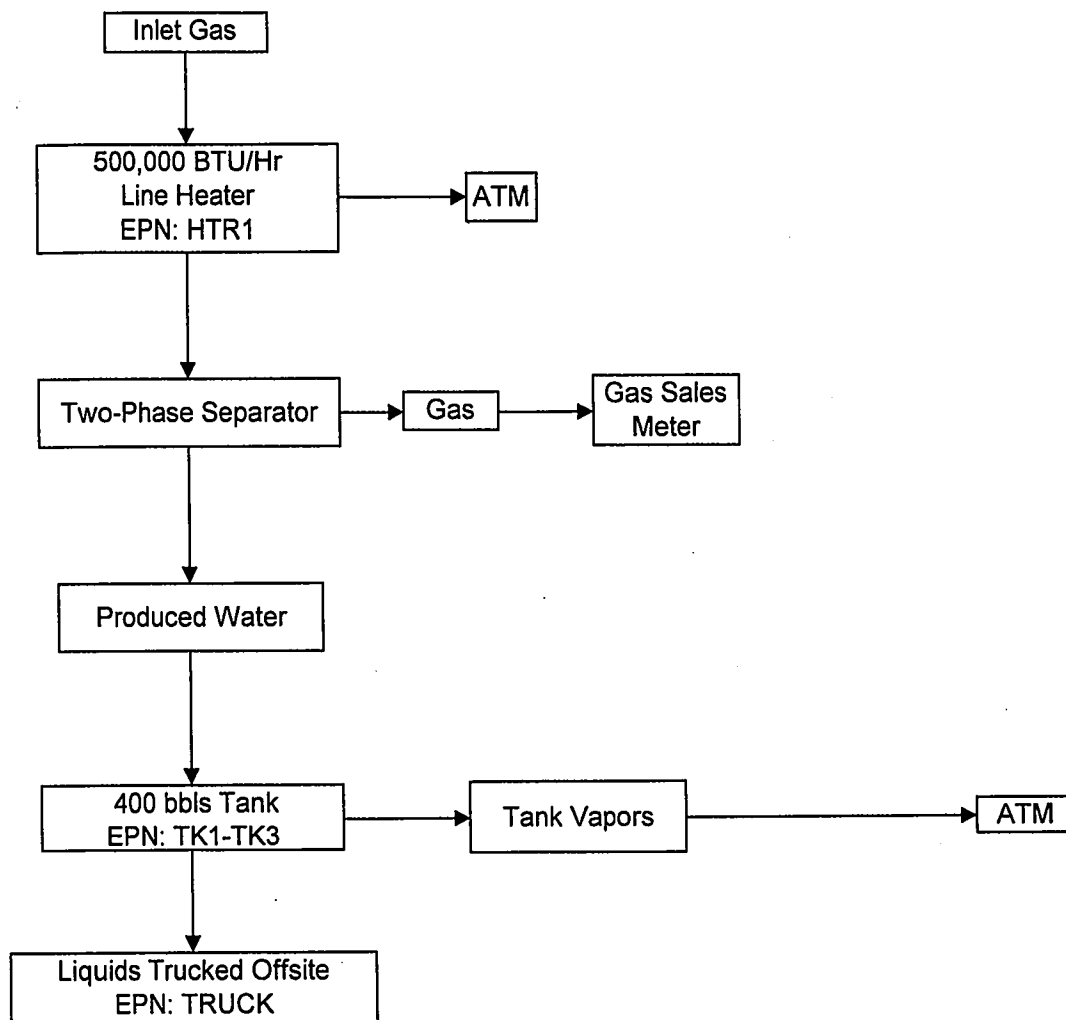 Inlet Gas
500,000 BTU/Hr
Line Heater
EPN: HTR1
ATM
Two-Phase Separator
Gas
Gas Sales
Meter
Produced Water
400 bbls Tank
EPN: TK1-TK3
Tank Vapors
ATM
Liquids Trucked Offsite
EPN: TRUCK